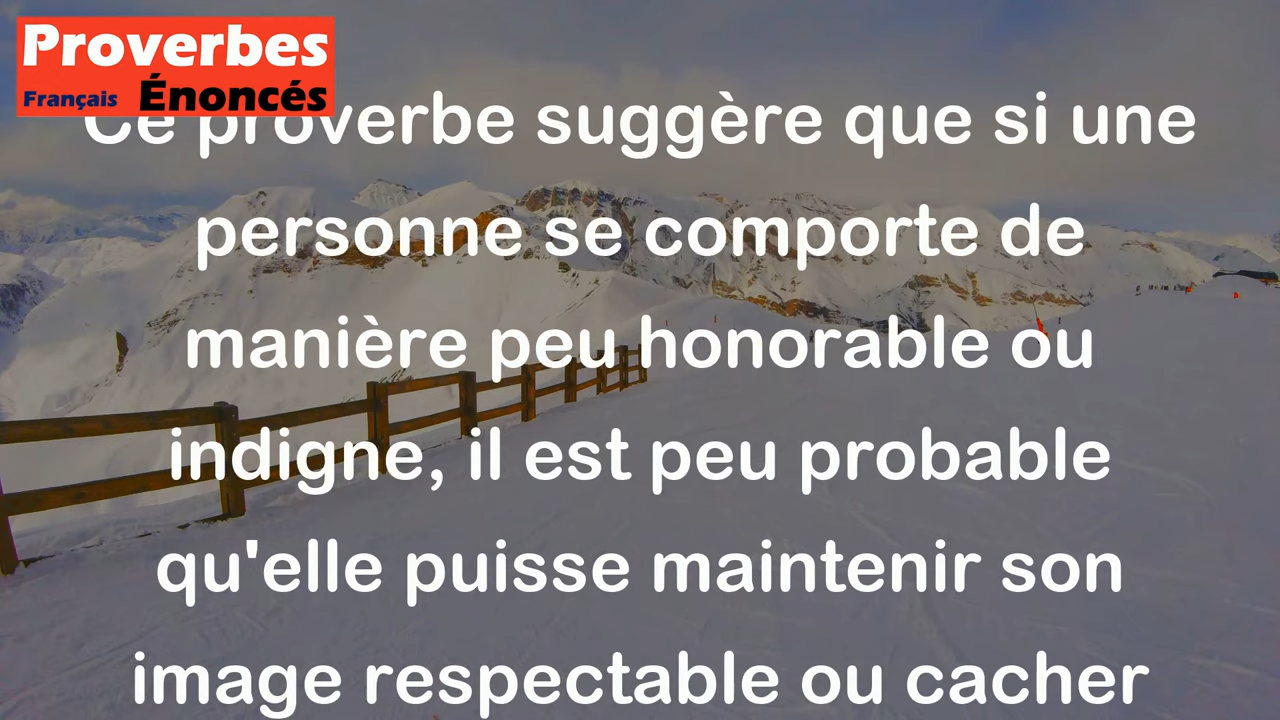 Proverbes
Français Énoncés
Ce proverbe suggère que si une
personne se comporte de
manière peu honorable ou
indigne, il est peu probable
qu'elle puisse maintenir son
image respectable ou cacher